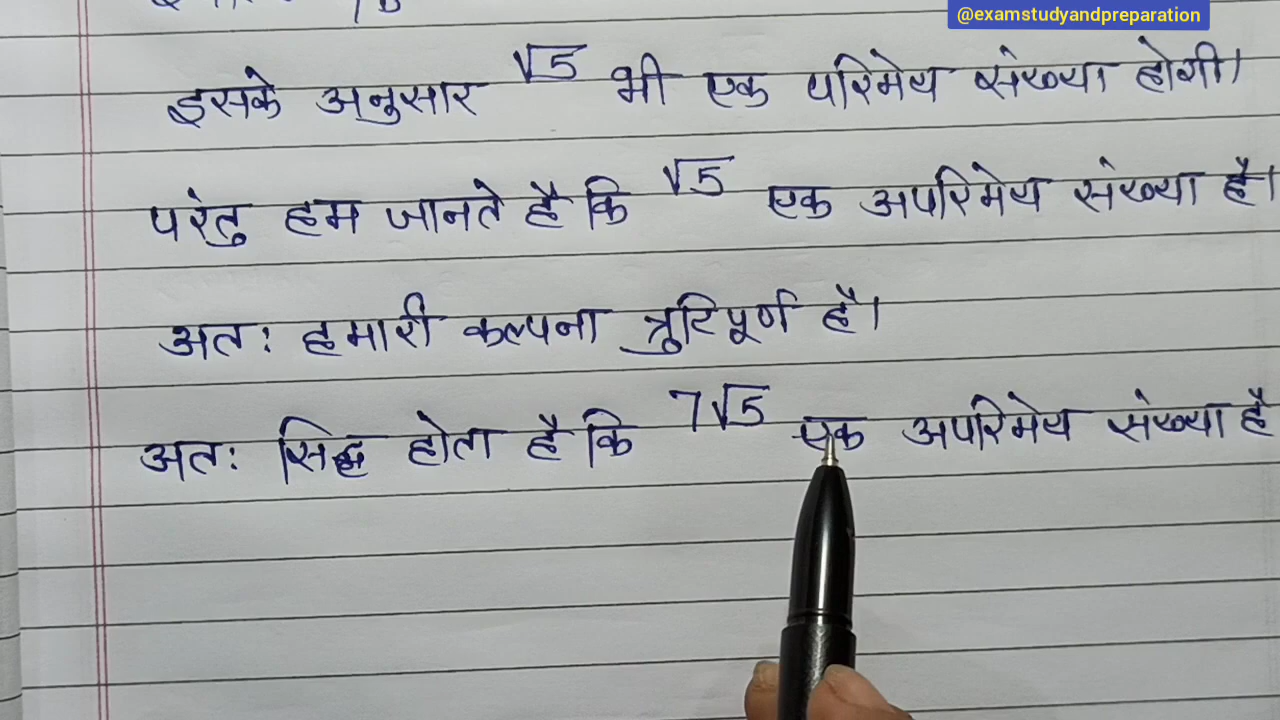 @examstudyandpreparation
इसके अनुसार √5 भी एक परिमेय संख्या होगी।
परंतु हम जानते है कि √5 एक अपरिमेय संख्या है।
अतः हमारी कल्पना त्रुटिपूर्ण है।
अतः सिद्ध होता है कि 7√5 एक अपरिमेय संख्या है